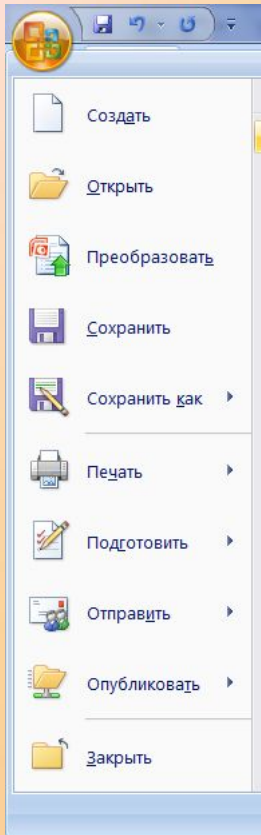 Создать
Открыть
Преобразовать
Сохранить
Сохранить как
Печать
Подготовить
Отправить
Опубликовать
Закрыть